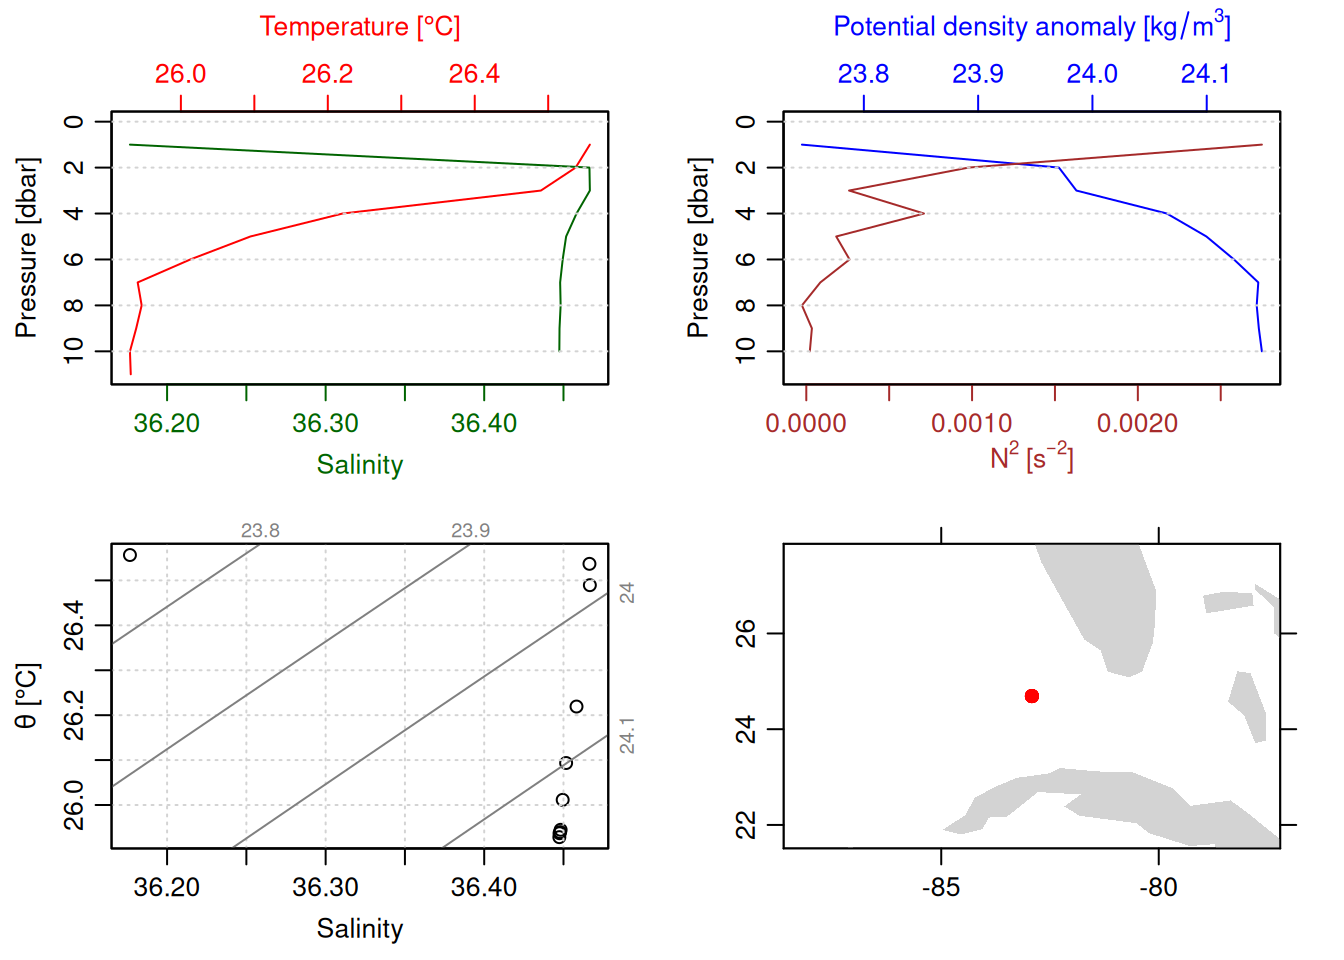 Temperature [°C]
26.0 26.2 26.4
0
2
4
6
8
10
Pressure [dbar]
36.20 36.30 36.40
Salinity
Potential density anomaly [kg/m³]
23.8 23.9 24.0 24.1
0
2
4
6
8
10
Pressure [dbar]
0.0000 0.0010 0.0020
N² [s⁻²]
23.8 23.9
24
24.1
26.4
26.2
26.0
θ [°C]
36.20 36.30 36.40
Salinity
26
24
22
-85 -80